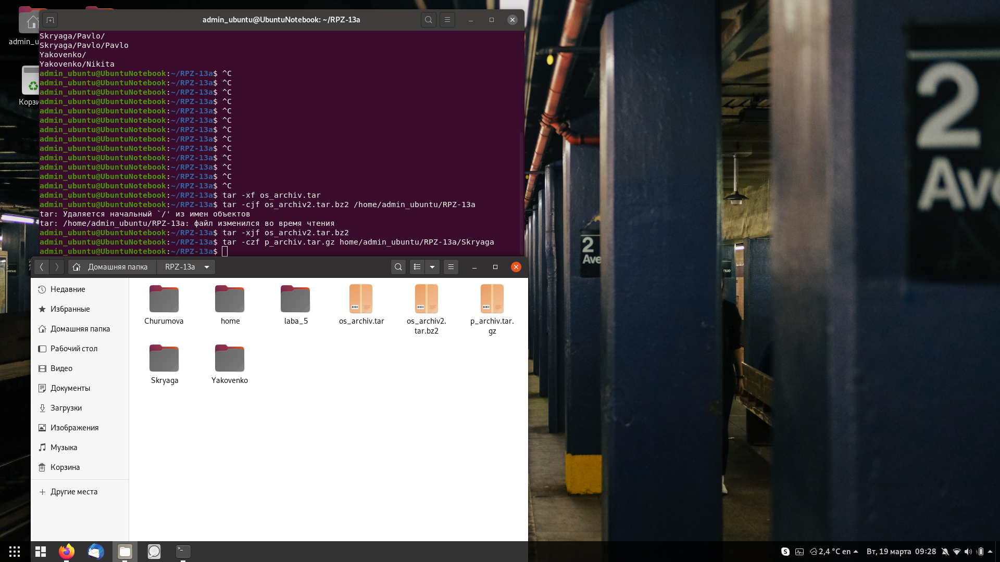 admin_ubuntu@UbuntuNotebook: ~/RPZ-13a
Skryaga/Pavlo/
Skryaga/Pavlo/Pavlo
Yakovenko/
Yakovenko/Nikita
admin_ubuntu@UbuntuNotebook:~/RPZ-13a$ ^C
admin_ubuntu@UbuntuNotebook:~/RPZ-13a$ ^C
admin_ubuntu@UbuntuNotebook:~/RPZ-13a$ ^C
admin_ubuntu@UbuntuNotebook:~/RPZ-13a$ ^C
admin_ubuntu@UbuntuNotebook:~/RPZ-13a$ ^C
admin_ubuntu@UbuntuNotebook:~/RPZ-13a$ ^C
admin_ubuntu@UbuntuNotebook:~/RPZ-13a$ ^C
admin_ubuntu@UbuntuNotebook:~/RPZ-13a$ ^C
admin_ubuntu@UbuntuNotebook:~/RPZ-13a$ ^C
admin_ubuntu@UbuntuNotebook:~/RPZ-13a$ ^C
admin_ubuntu@UbuntuNotebook:~/RPZ-13a$ ^C
admin_ubuntu@UbuntuNotebook:~/RPZ-13a$ ^C
admin_ubuntu@UbuntuNotebook:~/RPZ-13a$ ^C
admin_ubuntu@UbuntuNotebook:~/RPZ-13a$ tar -xf os_archiv.tar
admin_ubuntu@UbuntuNotebook:~/RPZ-13a$ tar -cjf os_archiv2.tar.bz2 /home/admin_ubuntu/RPZ-13a
tar: Удаляется начальный `/' из имен объектов
tar: /home/admin_ubuntu/RPZ-13a: файл изменился во время чтения
admin_ubuntu@UbuntuNotebook:~/RPZ-13a$ tar -xjf os_archiv2.tar.bz2
admin_ubuntu@UbuntuNotebook:~/RPZ-13a$ tar -czf p_archiv.tar.gz home/admin_ubuntu/RPZ-13a/Skryaga
admin_ubuntu@UbuntuNotebook:~/RPZ-13a$
admin_u
Корзи
Домашняя папка
RPZ-13a
Недавние
Избранные
Домашняя папка
Рабочий стол
Видео
Документы
Загрузки
Изображения
Музыка
Корзина
Другие места
Churumova
home
laba_5
os_archiv.tar
os_archiv2.
tar.bz2
p_archiv.tar.
gz
Skryaga
Yakovenko
2
Ave
2
Ave
nue
2,4 °C en
Вт, 19 марта 09:28